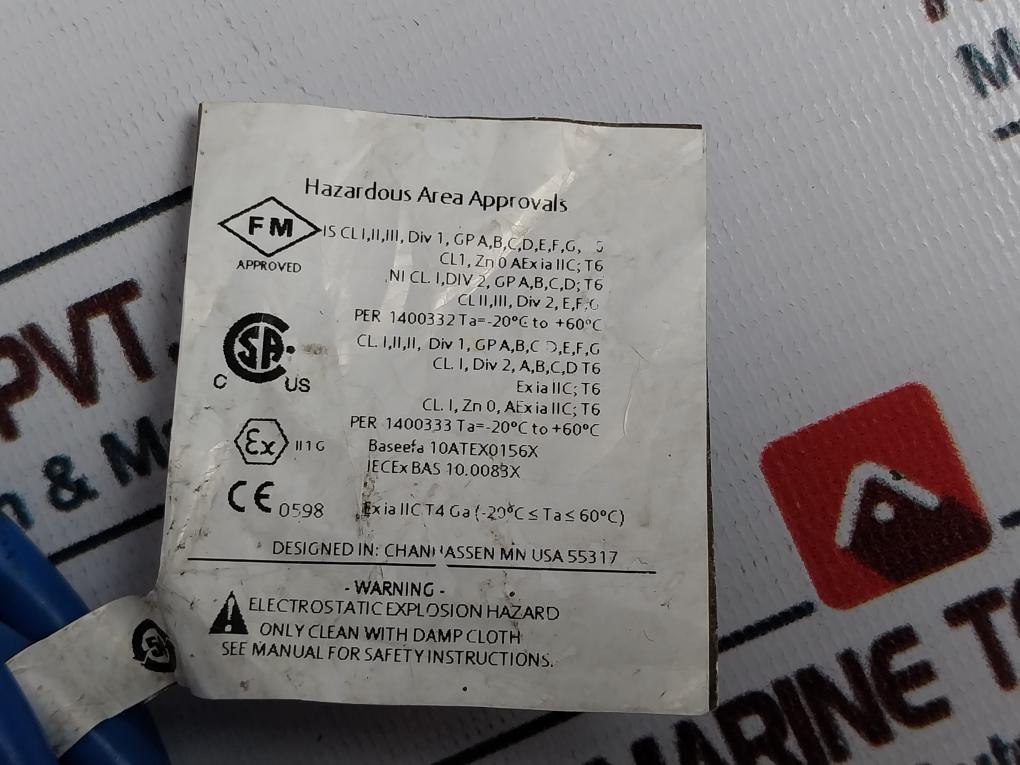 Hazardous Area Approvals
FM
APPROVED
IS CL I,II,III, Div 1, GP A,B,C,D,E,F,G,
CL1, Zn 0 AEx ia IIC; T6
NI CL. I,DIV 2, GP A,B,C,D; T6
CL II,III, Div 2, E,F,G
PER 1400332 Ta=-20°C to +60°C
SA
C US
CL. I,II,II, Div 1, GP A,B,C D,E,F,G
CL. I, Div 2, A,B,C,D T6
Ex ia IIC; T6
CL. I, Zn 0, AEx ia IIC; T6
PER 1400333 Ta=-20°C to +60°C
Ex II 1 G
Baseefa 10ATEX0156X
IECEx BAS 10.0083X
CE 0598
Ex ia IIC T4 Ga (-20°C ≤ Ta ≤ 60°C)
DESIGNED IN: CHANHASSEN MN USA 55317
- WARNING -
ELECTROSTATIC EXPLOSION HAZARD
ONLY CLEAN WITH DAMP CLOTH
SEE MANUAL FOR SAFETY INSTRUCTIONS.
5
PVT.
&
MARINE